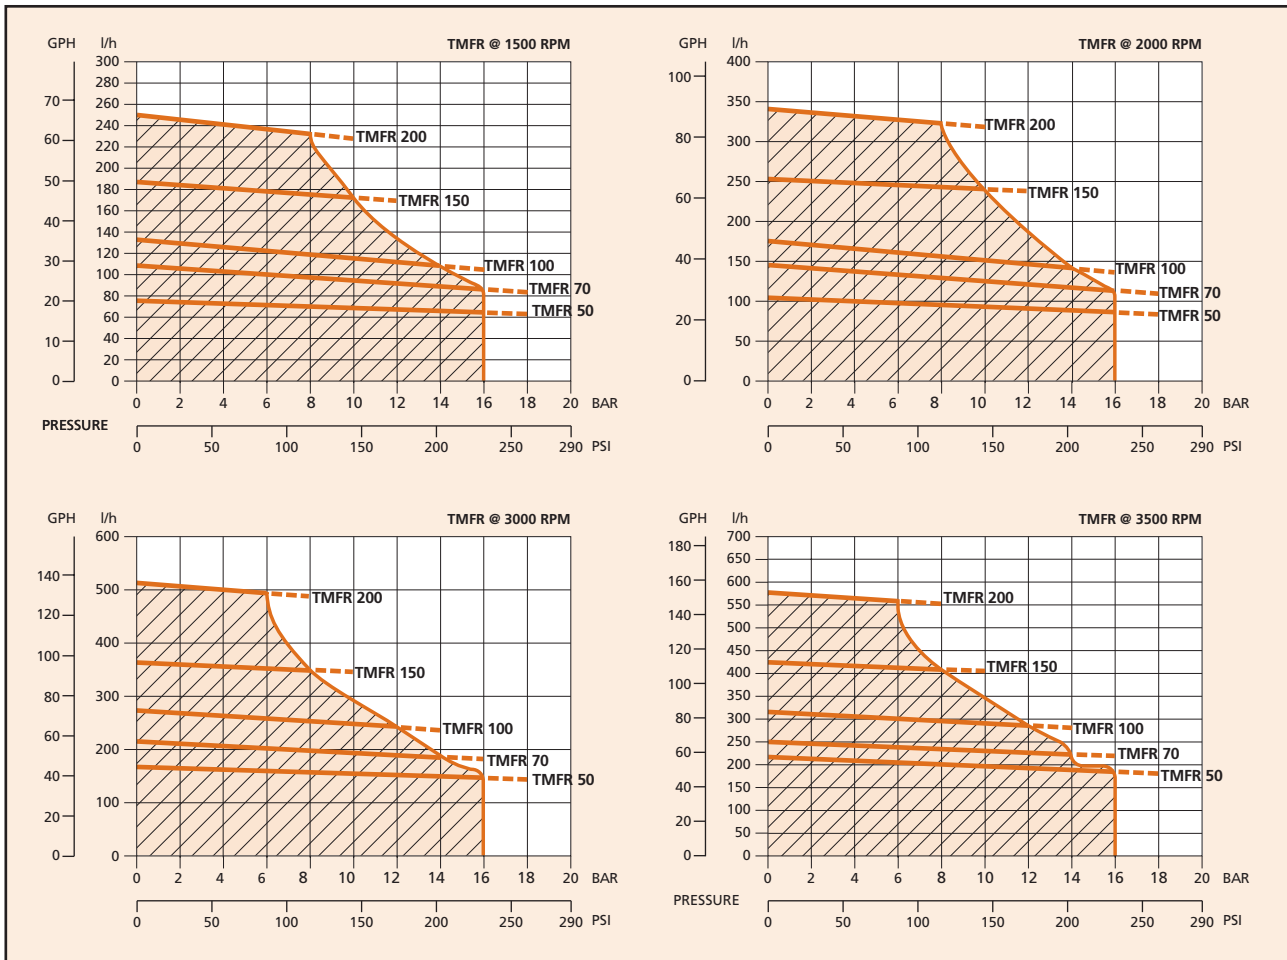 GPH l/h TMFR @ 1500 RPM
300
280
70 260
240
60 220
TMFR 200
200
50 180
160
TMFR 150
40 140
120
30 100
TMFR 100
80
TMFR 70
20 60
TMFR 50
40
10 20
0 0
0 2 4 6 8 10 12 14 16 18 20 BAR
PRESSURE
0 50 100 150 200 250 290 PSI
GPH l/h TMFR @ 2000 RPM
400
100
350
80 300
TMFR 200
250
60 200
TMFR 150
150
40 100
TMFR 100
TMFR 70
20 50
TMFR 50
0 0
0 2 4 6 8 10 12 14 16 18 20 BAR
0 50 100 150 200 250 290 PSI
GPH l/h TMFR @ 3000 RPM
600
140 500
TMFR 200
120
400
100
TMFR 150
80 300
TMFR 100
60 200
TMFR 70
40
TMFR 50
100
20
0 0
0 2 4 6 8 10 12 14 16 18 20 BAR
0 50 100 150 200 250 290 PSI
GPH l/h TMFR @ 3500 RPM
700
180 650
160 600
TMFR 200
550
140 500
450
120 400
TMFR 150
350
100 300
TMFR 100
80 250
TMFR 70
60 200
TMFR 50
150
40 100
20 50
0 0
0 2 4 6 8 10 12 14 16 18 20 BAR
PRESSURE
0 50 100 150 200 250 290 PSI